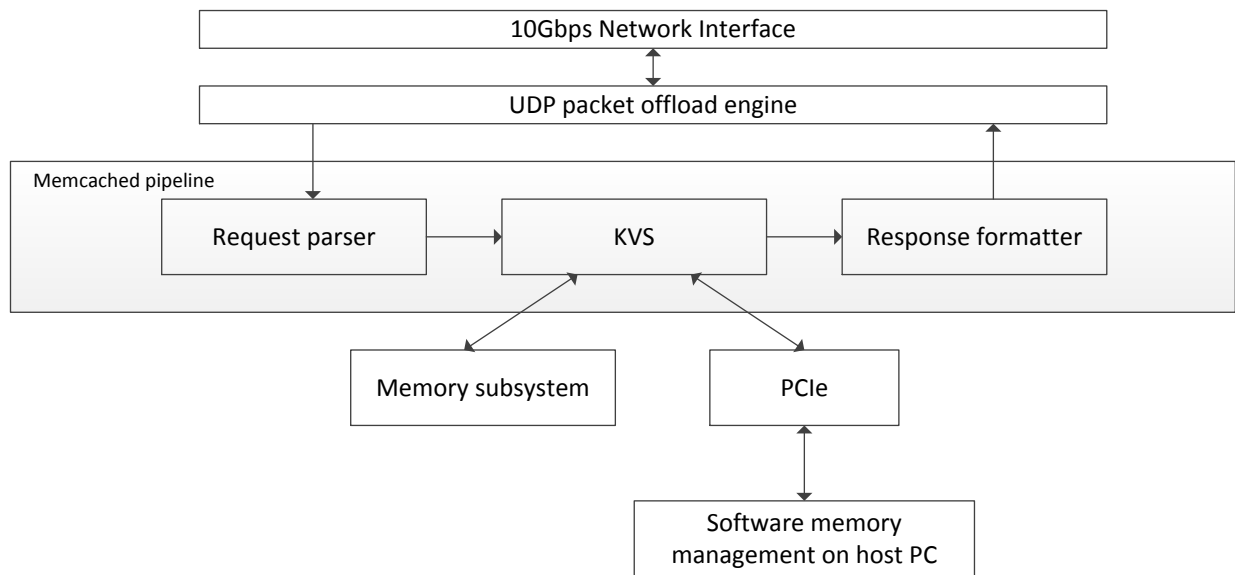 10Gbps Network Interface
UDP packet offload engine
Memcached pipeline
Request parser
KVS
Response formatter
Memory subsystem
PCIe
Software memory
management on host PC